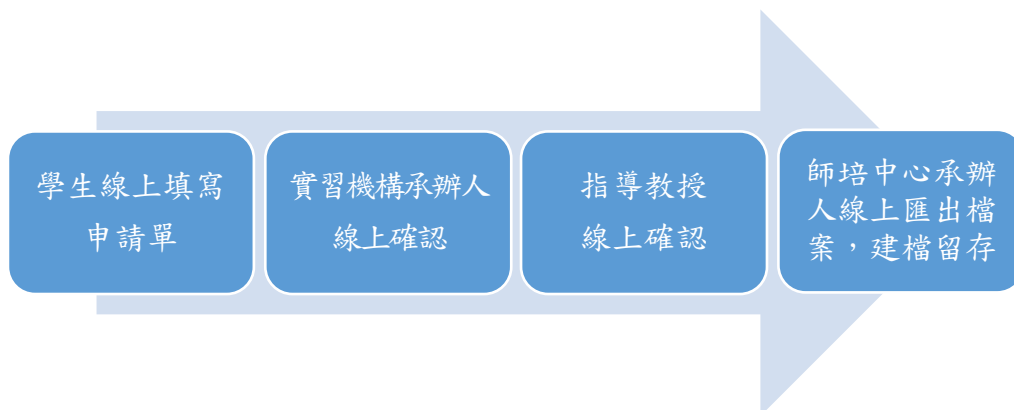 學生線上填寫
申請單
實習機構承辦人
線上確認
指導教授
線上確認
師培中心承辦
人線上匯出檔
案，建檔留存